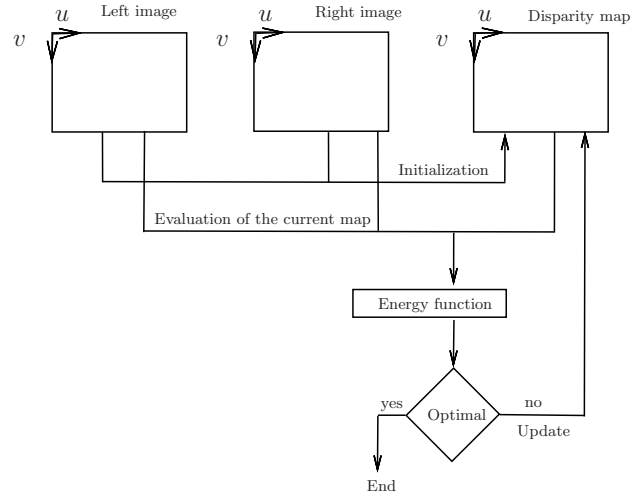 Left image
Right image
Disparity map
u
u
u
v
v
v
Initialization
Evaluation of the current map
Energy function
yes
Optimal
no
Update
End